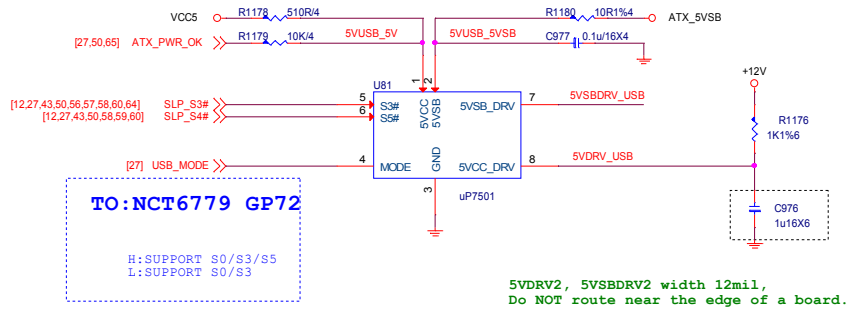 VCC5 R1178 510R/4 R1180 10R1%4 ATX_5VSB
[27,50,65] ATX_PWR_OK R1179 10K/4 5VUSB_5V 5VUSB_5VSB C977 0.1u/16X4
+12V
U81 1 2
[12,27,43,50,56,57,58,60,64] SLP_S3# 5 S3# 5VCC 5VSB 5VSB_DRV 7 5VSBDRV_USB
[12,27,43,50,58,59,60] SLP_S4# 6 S5#
R1176
1K1%6
[27] USB_MODE 4 MODE GND 5VCC_DRV 8 5VDRV_USB
3 uP7501
TO:NCT6779 GP72
C976
1u16X6
H:SUPPORT S0/S3/S5
L:SUPPORT S0/S3
5VDRV2, 5VSBDRV2 width 12mil,
Do NOT route near the edge of a board.